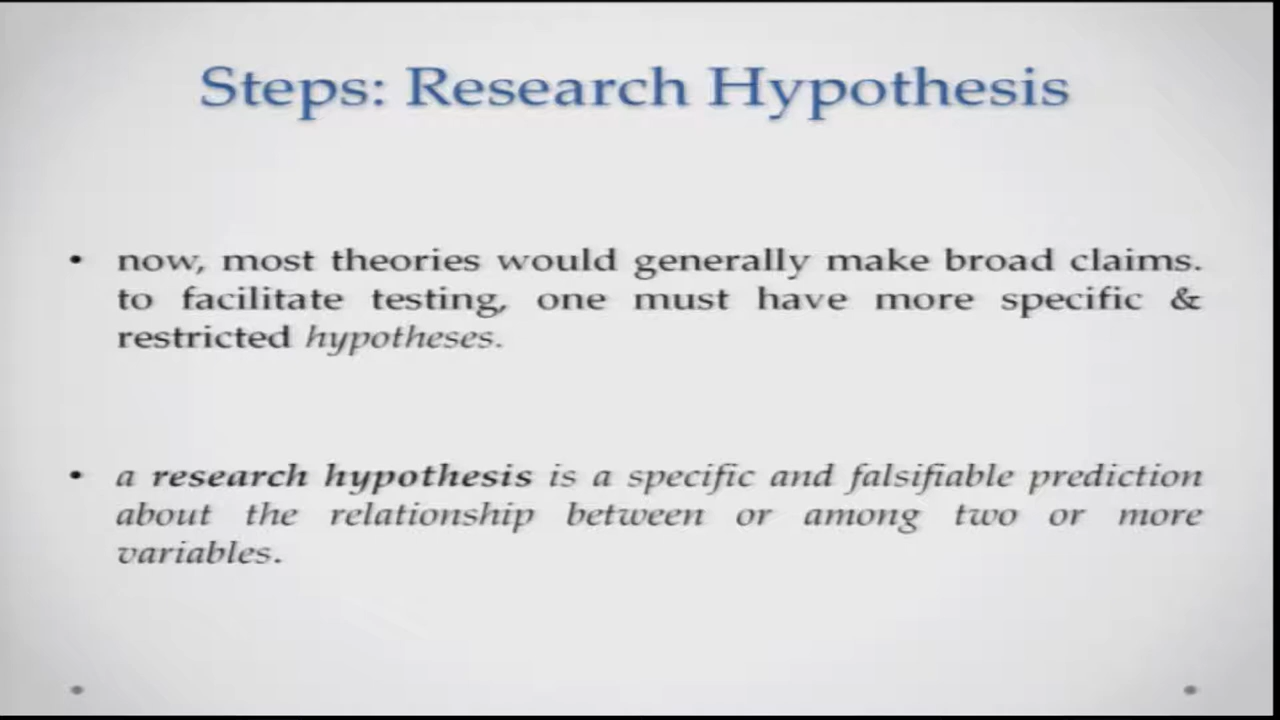 Steps: Research Hypothesis
• now, most theories would generally make broad claims.
to facilitate testing, one must have more specific &
restricted hypotheses.
• a research hypothesis is a specific and falsifiable prediction
about the relationship between or among two or more
variables.